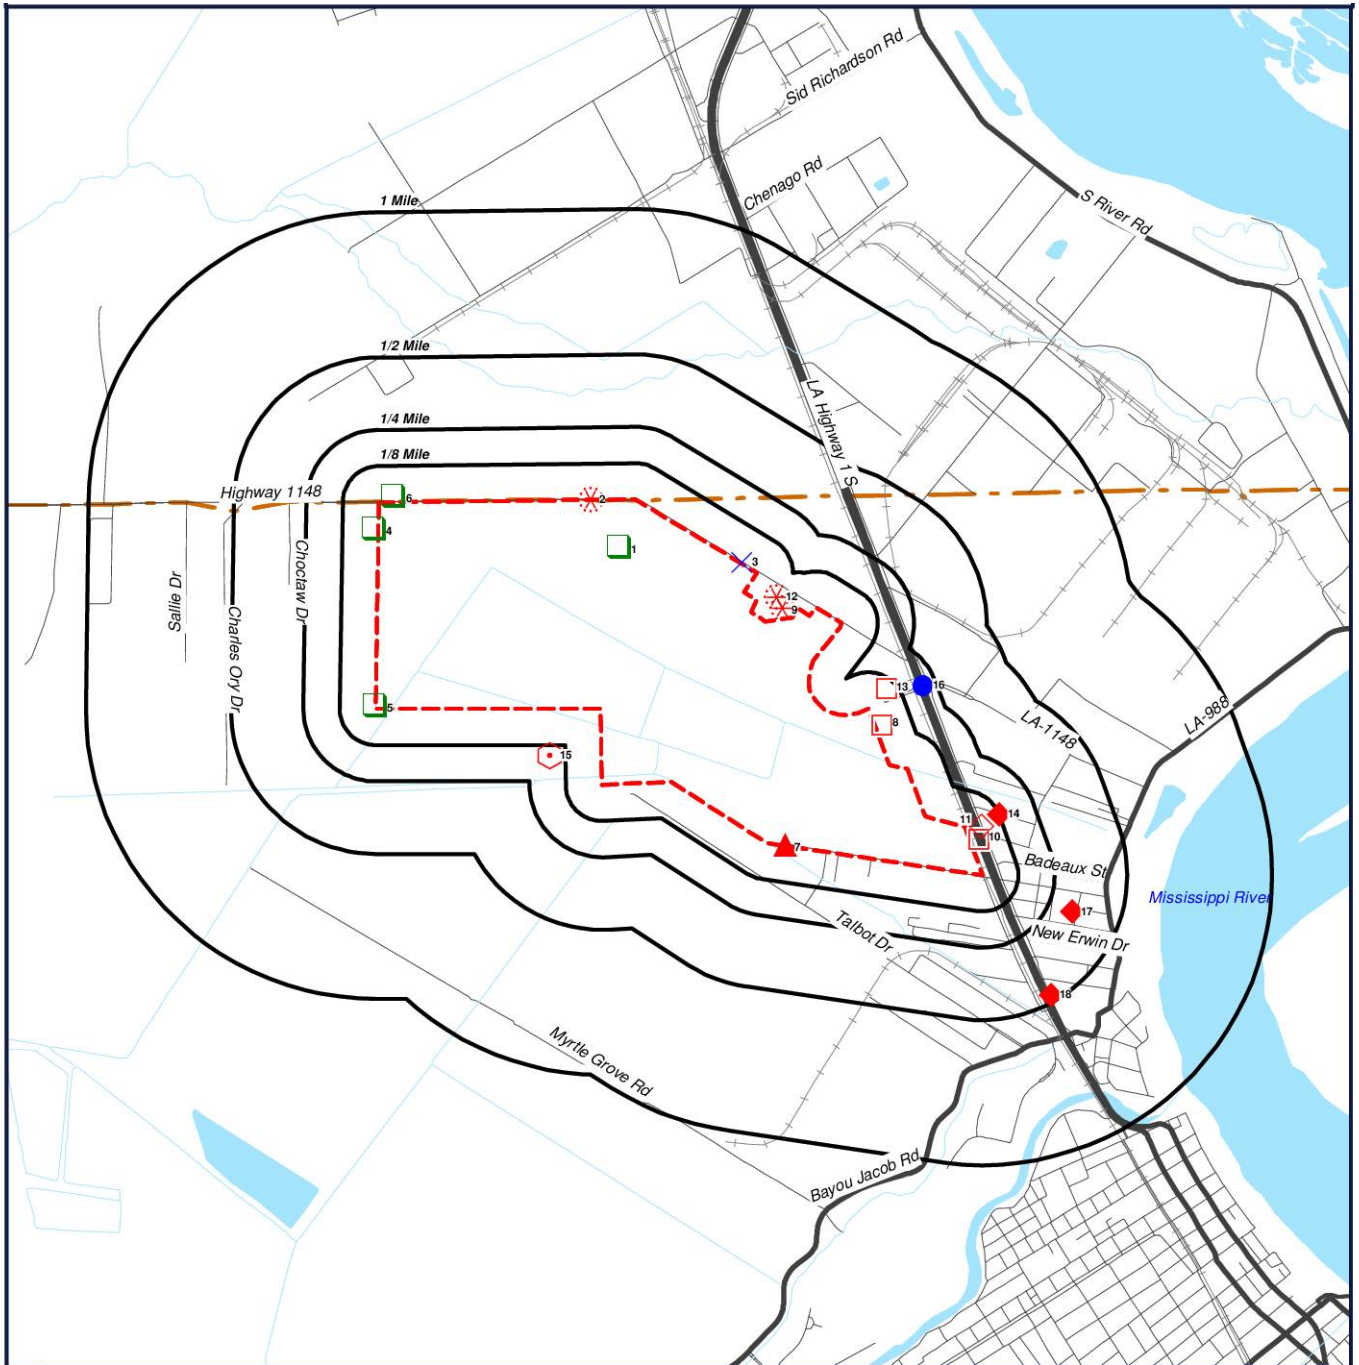 Sid Richardson Rd
Chenago Rd
S River Rd
1 Mile
1/2 Mile
LA Highway 1 S
1/4 Mile
1/8 Mile
Highway 1148
6
2
4
1
3
Choctaw Dr
Sallie Dr
Charles Ory Dr
12
9
13
16
5
8
LA-988
LA-1148
15
14
11
10
7
Badeaux St
Mississippi River
17
Talbot Dr
New Erwin Dr
18
Myrtle Grove Rd
Bayou Jacob Rd